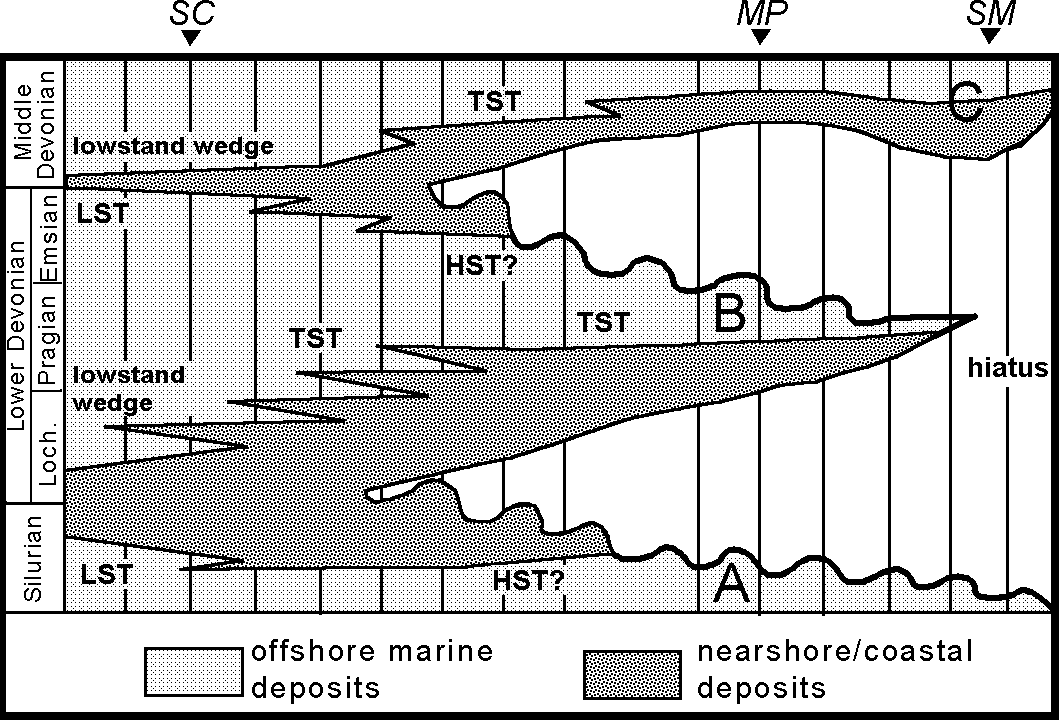 SC
MP
SM
Middle
Devonian
TST
C
lowstand wedge
Lower Devonian
Emsian
LST
HST?
Pragian
B
TST
TST
lowstand
wedge
hiatus
Loch.
Silurian
LST
HST?
A
offshore marine
deposits
nearshore/coastal
deposits